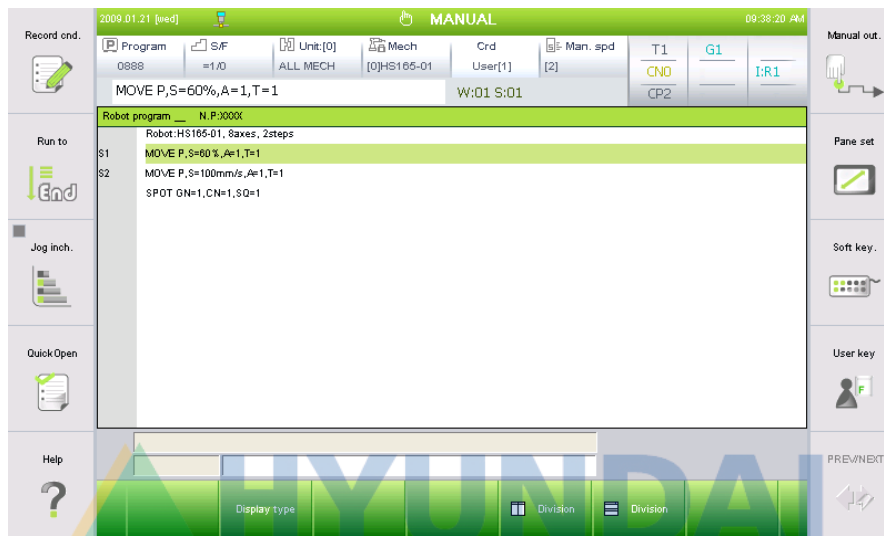 2009.01.21 [wed]
MANUAL
09:38:20 AM
Record cnd.
Run to
End
Jog inch.
QuickOpen
Help
?
P Program
0888
S/F
=1/0
Unit:[0]
ALL MECH
Mech
[0]HS165-01
Crd
User[1]
Man. spd
[2]
T1
CN0
CP2
G1
I:R1
MOVE P,S=60%,A=1,T=1
W:01 S:01
Robot program __ N.P:XXXX
Robot:HS165-01, 8axes, 2steps
S1 MOVE P,S=60%,A=1,T=1
S2 MOVE P,S=100mm/s,A=1,T=1
SPOT GN=1,CN=1,SQ=1
Display type
Division
Division
HYUNDAI
Manual out.
Pane set
Soft key.
User key
F
PREV/NEXT